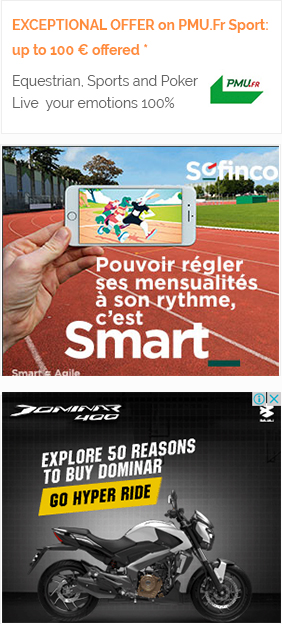 EXCEPTIONAL OFFER on PMU.Fr Sport:
up to 100 € offered *
Equestrian, Sports and Poker
Live your emotions 100%
PMU.FR
Sofinco
Pouvoir régler
ses mensualités
à son rythme,
c'est
Smart_
Smart = Agile
DOMINAR
400
BAJAJ
EXPLORE 50 REASONS
TO BUY DOMINAR
GO HYPER RIDE